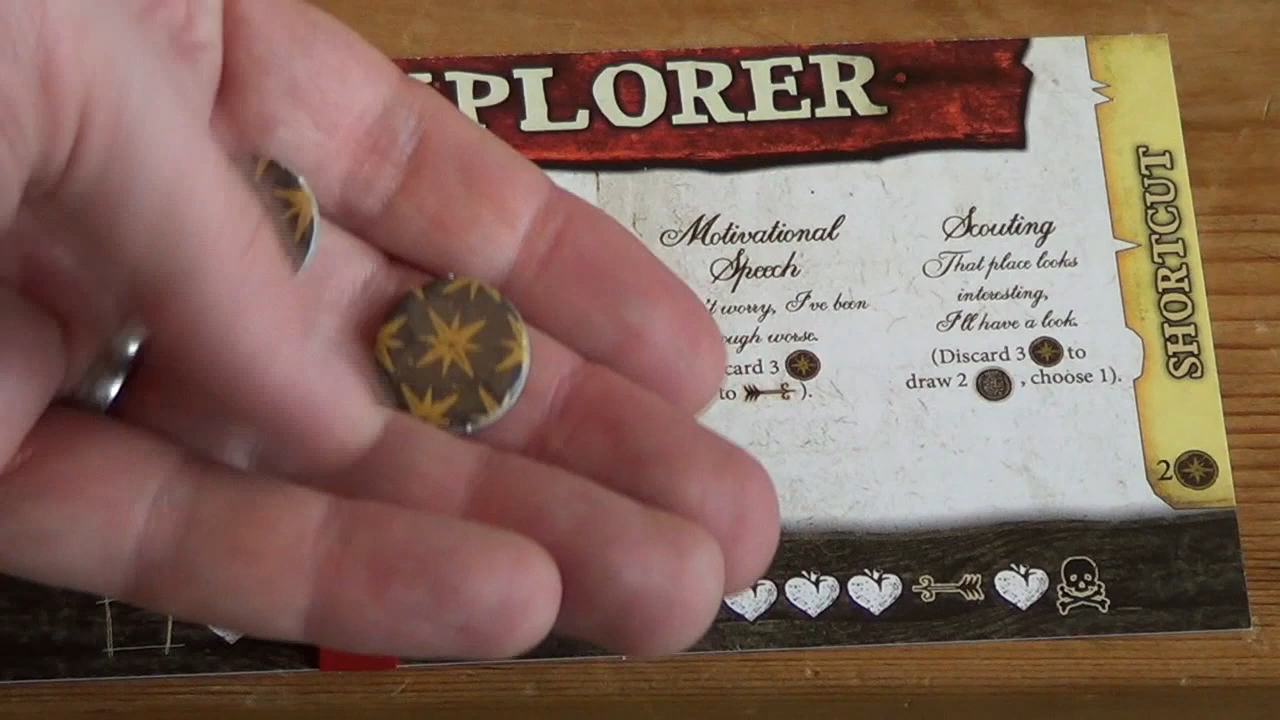 PLORER
Motivational
Speech
't worry, I've been
ugh worse.
card 3
to ).
Scouting
That place looks
interesting,
I'll have a look.
(Discard 3 to
draw 2 , choose 1).
SHORTCUT
2